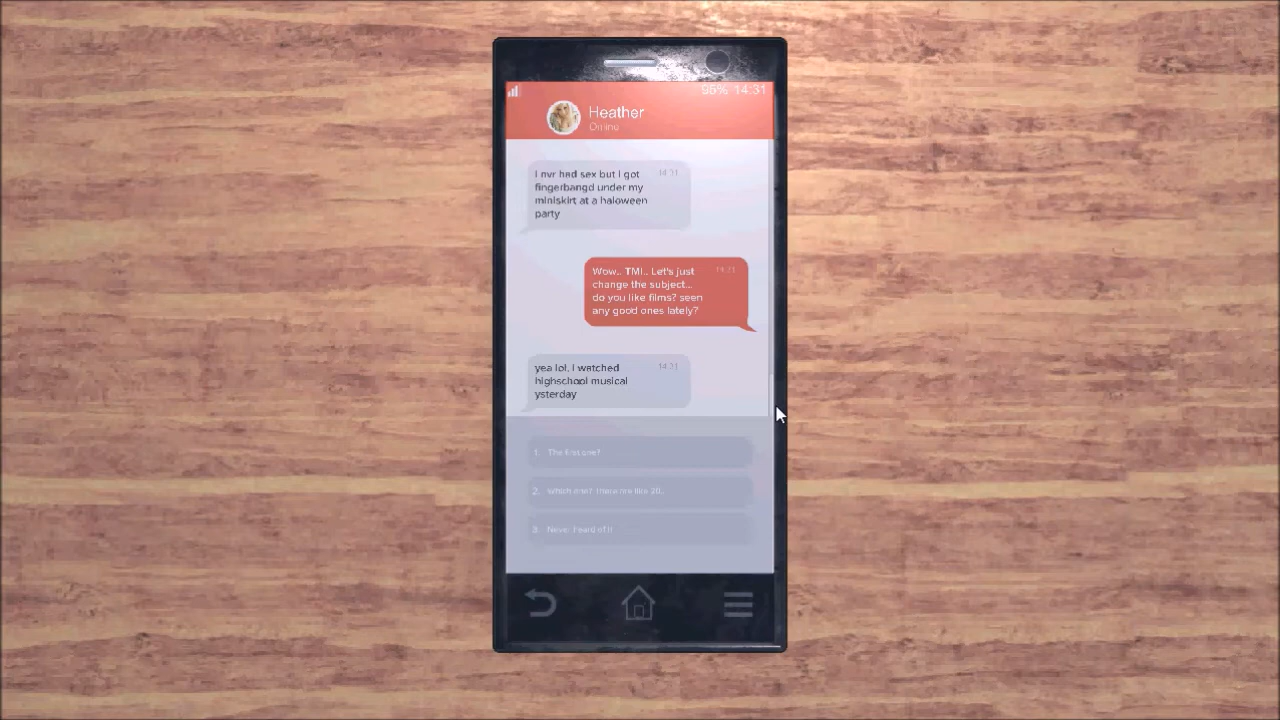 95% 14:31
Heather
Online
I nvr had sex but I got 14:31
fingerbangd under my
miniskirt at a haloween
party
Wow.. TMI.. Let's just 14:31
change the subject...
do you like films? seen
any good ones lately?
yea lol, I watched 14:31
highschool musical
ysterday
1. The first one?
2. Which one? There are like 20..
3. Never heard of it